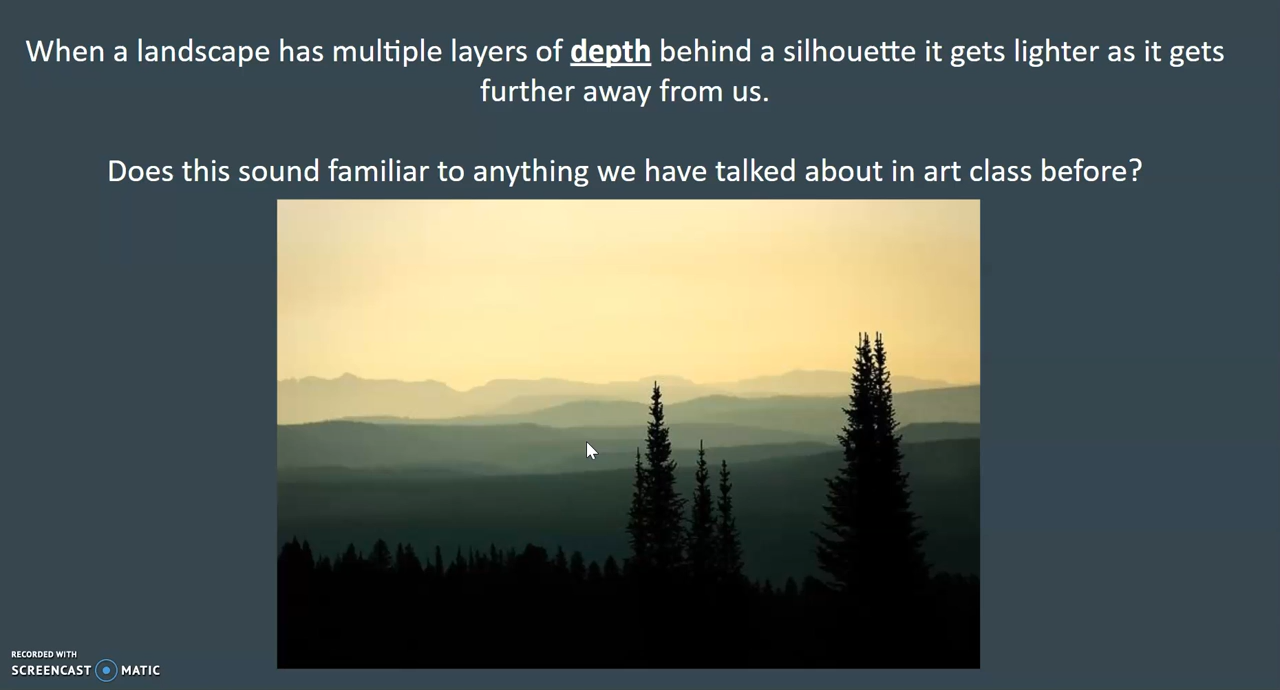 When a landscape has multiple layers of depth behind a silhouette it gets lighter as it gets
further away from us.
Does this sound familiar to anything we have talked about in art class before?
RECORDED WITH
SCREENCAST MATIC